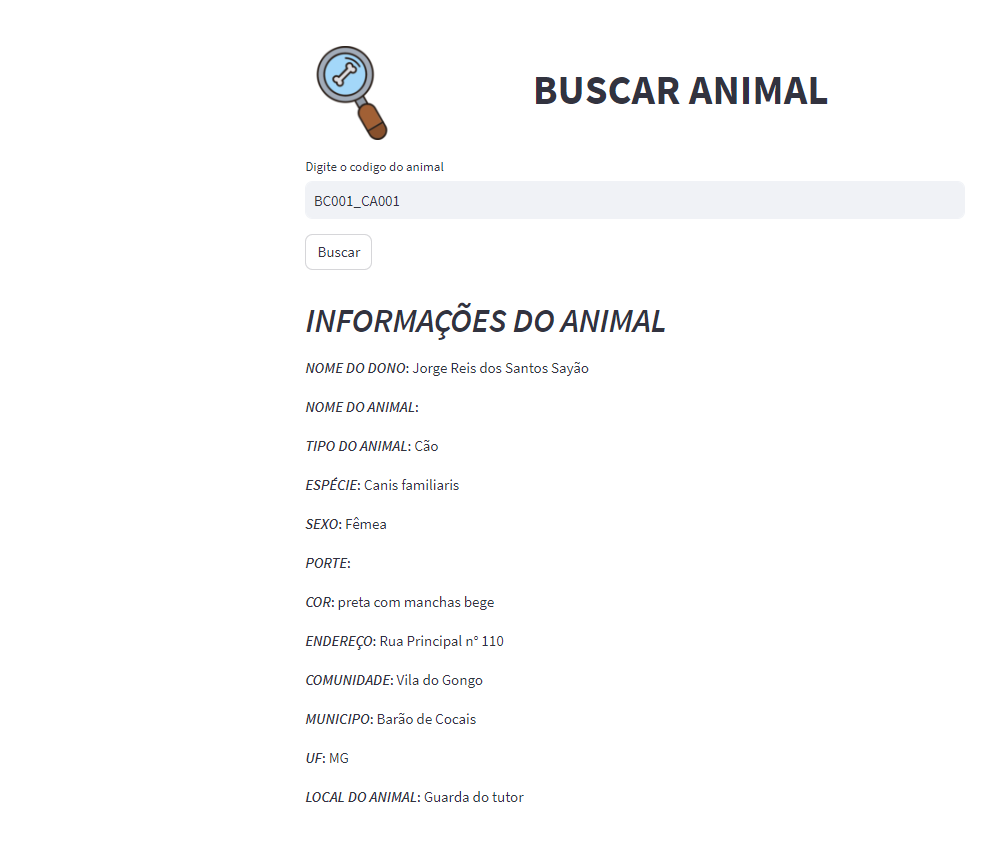 BUSCAR ANIMAL
Digite o codigo do animal
BC001_CA001
Buscar
INFORMAÇÕES DO ANIMAL
NOME DO DONO: Jorge Reis dos Santos Sayão
NOME DO ANIMAL:
TIPO DO ANIMAL: Cão
ESPÉCIE: Canis familiaris
SEXO: Fêmea
PORTE:
COR: preta com manchas bege
ENDEREÇO: Rua Principal n° 110
COMUNIDADE: Vila do Gongo
MUNICIPO: Barão de Cocais
UF: MG
LOCAL DO ANIMAL: Guarda do tutor